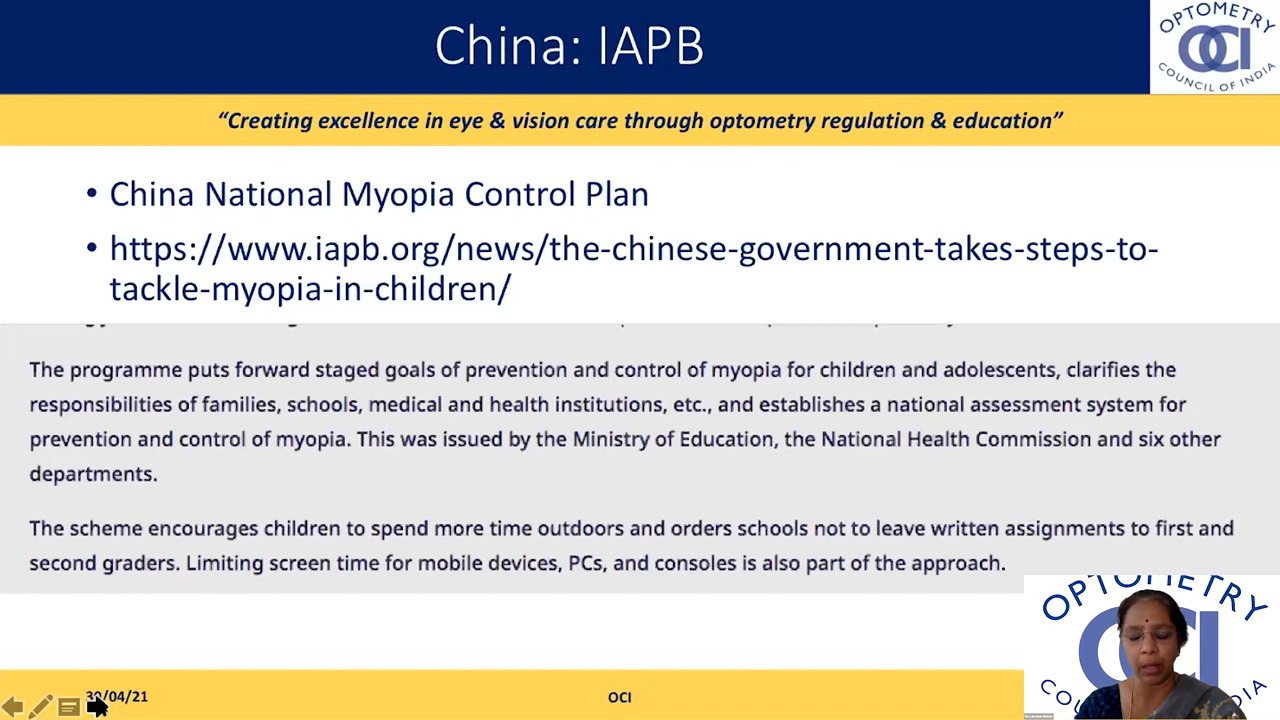 China: IAPB
OPTOMETRY
OCI
COUNCIL OF INDIA
“Creating excellence in eye & vision care through optometry regulation & education”
• China National Myopia Control Plan
• https://www.iapb.org/news/the-chinese-government-takes-steps-to-
tackle-myopia-in-children/
The programme puts forward staged goals of prevention and control of myopia for children and adolescents, clarifies the
responsibilities of families, schools, medical and health institutions, etc., and establishes a national assessment system for
prevention and control of myopia. This was issued by the Ministry of Education, the National Health Commission and six other
departments.
The scheme encourages children to spend more time outdoors and orders schools not to leave written assignments to first and
second graders. Limiting screen time for mobile devices, PCs, and consoles is also part of the approach.
30/04/21
OCI
OPTOMETRY